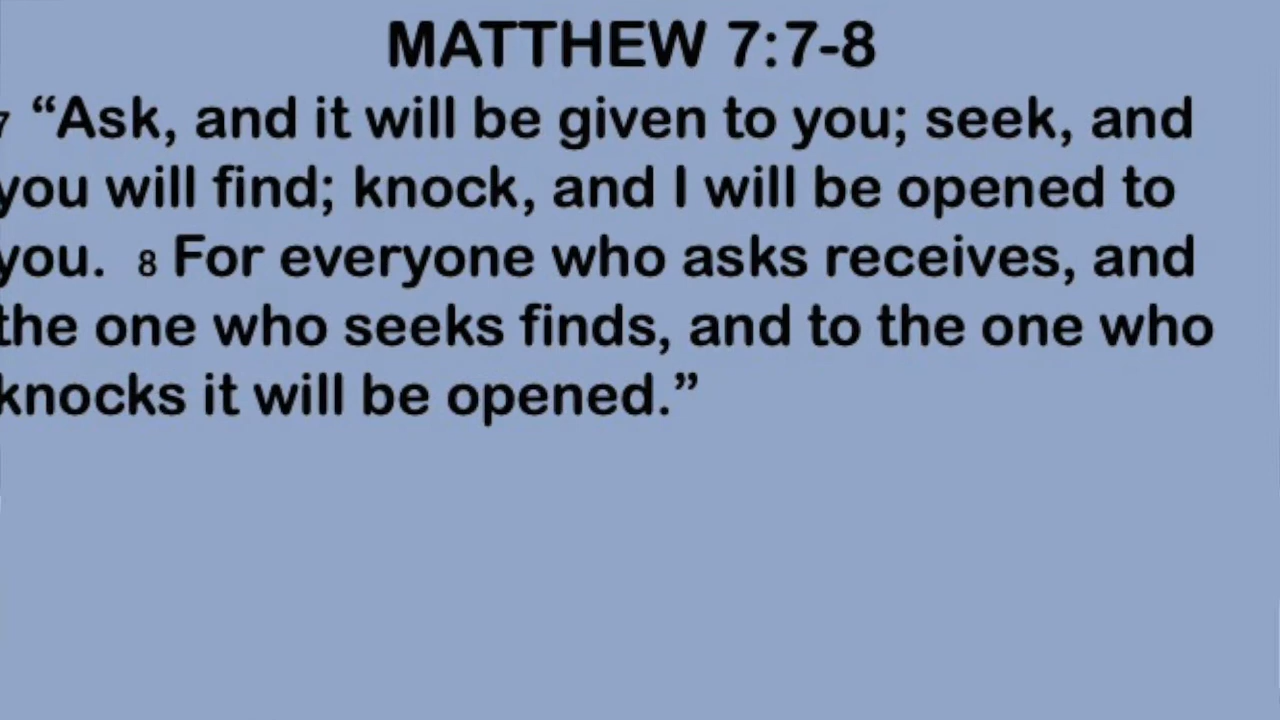 MATTHEW 7:7-8
7 “Ask, and it will be given to you; seek, and
you will find; knock, and I will be opened to
you. 8 For everyone who asks receives, and
the one who seeks finds, and to the one who
knocks it will be opened.”